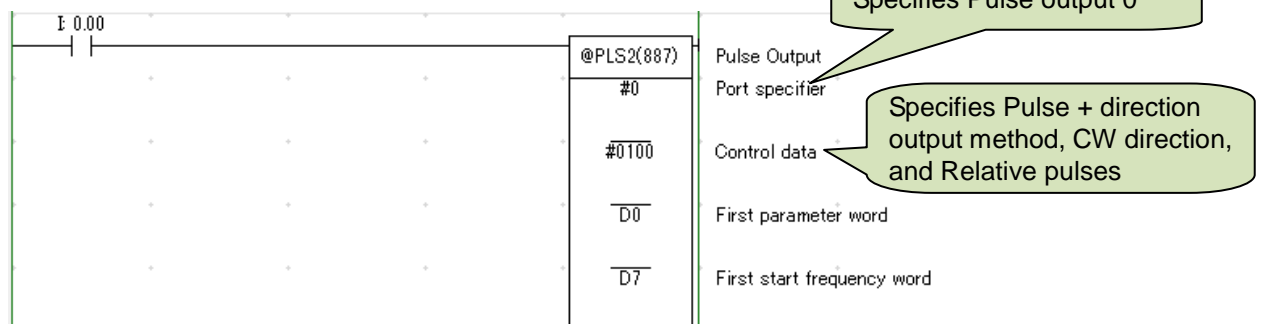 Specifies Pulse output 0
I: 0.00
@PLS2(887)
Pulse Output
#0
Port specifier
Specifies Pulse + direction
output method, CW direction,
and Relative pulses
#0100
Control data
D0
First parameter word
D7
First start frequency word